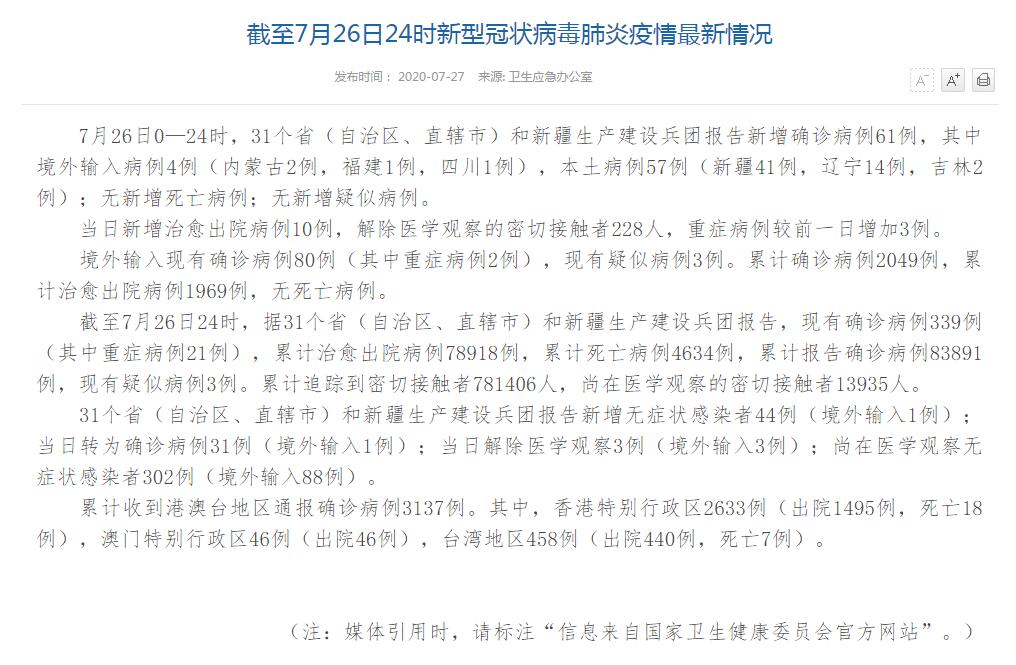 截至7月26日24时新型冠状病毒肺炎疫情最新情况
发布时间： 2020-07-27 来源: 卫生应急办公室
A-
A+
7月26日0—24时，31个省（自治区、直辖市）和新疆生产建设兵团报告新增确诊病例61例，其中
境外输入病例4例（内蒙古2例，福建1例，四川1例），本土病例57例（新疆41例，辽宁14例，吉林2
例）；无新增死亡病例；无新增疑似病例。
当日新增治愈出院病例10例，解除医学观察的密切接触者228人，重症病例较前一日增加3例。
境外输入现有确诊病例80例（其中重症病例2例），现有疑似病例3例。累计确诊病例2049例，累
计治愈出院病例1969例，无死亡病例。
截至7月26日24时，据31个省（自治区、直辖市）和新疆生产建设兵团报告，现有确诊病例339例
（其中重症病例21例），累计治愈出院病例78918例，累计死亡病例4634例，累计报告确诊病例83891
例，现有疑似病例3例。累计追踪到密切接触者781406人，尚在医学观察的密切接触者13935人。
31个省（自治区、直辖市）和新疆生产建设兵团报告新增无症状感染者44例（境外输入1例）；
当日转为确诊病例31例（境外输入1例）；当日解除医学观察3例（境外输入3例）；尚在医学观察无
症状感染者302例（境外输入88例）。
累计收到港澳台地区通报确诊病例3137例。其中，香港特别行政区2633例（出院1495例，死亡18
例），澳门特别行政区46例（出院46例），台湾地区458例（出院440例，死亡7例）。
（注：媒体引用时，请标注“信息来自国家卫生健康委员会官方网站”。）